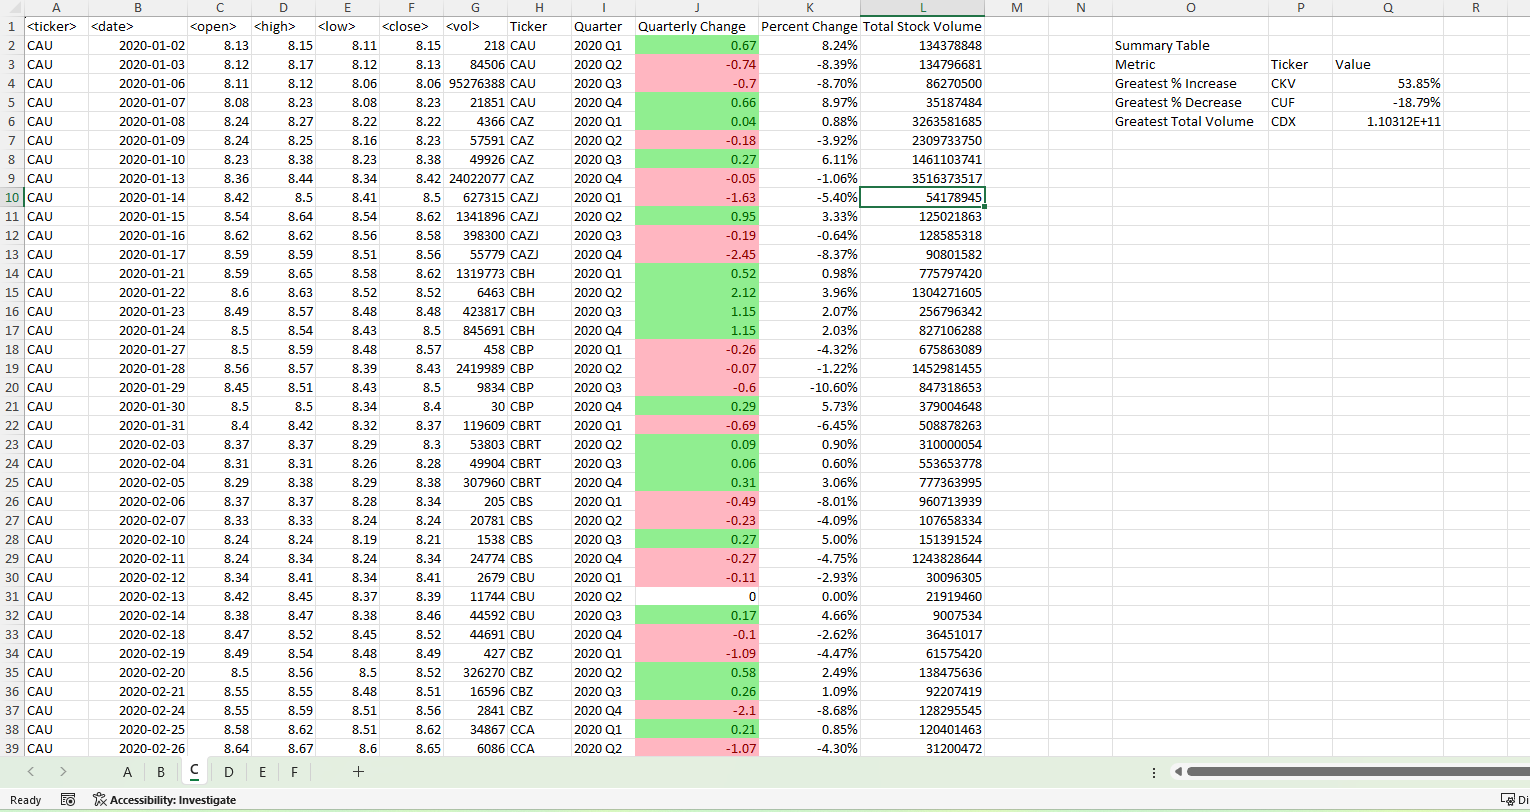 A B C D E F G H I J K L M N O P Q R
1 <ticker> <date> <open> <high> <low> <close> <vol> Ticker Quarter Quarterly Change Percent Change Total Stock Volume
2 CAU 2020-01-02 8.13 8.15 8.11 8.15 218 CAU 2020 Q1 0.67 8.24% 134378848 Summary Table
3 CAU 2020-01-03 8.12 8.17 8.12 8.13 84506 CAU 2020 Q2 -0.74 -8.39% 134796681 Metric Ticker Value
4 CAU 2020-01-06 8.11 8.12 8.06 8.06 95276388 CAU 2020 Q3 -0.7 -8.70% 86270500 Greatest % Increase CKV 53.85%
5 CAU 2020-01-07 8.08 8.23 8.08 8.23 21851 CAU 2020 Q4 0.66 8.97% 35187484 Greatest % Decrease CUF -18.79%
6 CAU 2020-01-08 8.24 8.27 8.22 8.22 4366 CAZ 2020 Q1 0.04 0.88% 3263581685 Greatest Total Volume CDX 1.10312E+11
7 CAU 2020-01-09 8.24 8.25 8.16 8.23 57591 CAZ 2020 Q2 -0.18 -3.92% 2309733750
8 CAU 2020-01-10 8.23 8.38 8.23 8.38 49926 CAZ 2020 Q3 0.27 6.11% 1461103741
9 CAU 2020-01-13 8.36 8.44 8.34 8.42 24022077 CAZ 2020 Q4 -0.05 -1.06% 3516373517
10 CAU 2020-01-14 8.42 8.5 8.41 8.5 627315 CAZJ 2020 Q1 -1.63 -5.40% 54178945
11 CAU 2020-01-15 8.54 8.64 8.54 8.62 1341896 CAZJ 2020 Q2 0.95 3.33% 125021863
12 CAU 2020-01-16 8.62 8.62 8.56 8.58 398300 CAZJ 2020 Q3 -0.19 -0.64% 128585318
13 CAU 2020-01-17 8.59 8.59 8.51 8.56 55779 CAZJ 2020 Q4 -2.45 -8.37% 90801582
14 CAU 2020-01-21 8.59 8.65 8.58 8.62 1319773 CBH 2020 Q1 0.52 0.98% 775797420
15 CAU 2020-01-22 8.6 8.63 8.52 8.52 6463 CBH 2020 Q2 2.12 3.96% 1304271605
16 CAU 2020-01-23 8.49 8.57 8.48 8.48 423817 CBH 2020 Q3 1.15 2.07% 256796342
17 CAU 2020-01-24 8.5 8.54 8.43 8.5 845691 CBH 2020 Q4 1.15 2.03% 827106288
18 CAU 2020-01-27 8.5 8.59 8.48 8.57 458 CBP 2020 Q1 -0.26 -4.32% 675863089
19 CAU 2020-01-28 8.56 8.57 8.39 8.43 2419989 CBP 2020 Q2 -0.07 -1.22% 1452981455
20 CAU 2020-01-29 8.45 8.51 8.43 8.5 9834 CBP 2020 Q3 -0.6 -10.60% 847318653
21 CAU 2020-01-30 8.5 8.5 8.34 8.4 30 CBP 2020 Q4 0.29 5.73% 379004648
22 CAU 2020-01-31 8.4 8.42 8.32 8.37 119609 CBRT 2020 Q1 -0.69 -6.45% 508878263
23 CAU 2020-02-03 8.37 8.37 8.29 8.3 53803 CBRT 2020 Q2 0.09 0.90% 310000054
24 CAU 2020-02-04 8.31 8.31 8.26 8.28 49904 CBRT 2020 Q3 0.06 0.60% 553653778
25 CAU 2020-02-05 8.29 8.38 8.29 8.38 307960 CBRT 2020 Q4 0.31 3.06% 777363995
26 CAU 2020-02-06 8.37 8.37 8.28 8.34 205 CBS 2020 Q1 -0.49 -8.01% 960713939
27 CAU 2020-02-07 8.33 8.33 8.24 8.24 20781 CBS 2020 Q2 -0.23 -4.09% 107658334
28 CAU 2020-02-10 8.24 8.24 8.19 8.21 1538 CBS 2020 Q3 0.27 5.00% 151391524
29 CAU 2020-02-11 8.24 8.34 8.24 8.34 24774 CBS 2020 Q4 -0.27 -4.75% 1243828644
30 CAU 2020-02-12 8.34 8.41 8.34 8.41 2679 CBU 2020 Q1 -0.11 -2.93% 30096305
31 CAU 2020-02-13 8.42 8.45 8.37 8.39 11744 CBU 2020 Q2 0 0.00% 21919460
32 CAU 2020-02-14 8.38 8.47 8.38 8.46 44592 CBU 2020 Q3 0.17 4.66% 9007534
33 CAU 2020-02-18 8.47 8.52 8.45 8.52 44691 CBU 2020 Q4 -0.1 -2.62% 36451017
34 CAU 2020-02-19 8.49 8.54 8.48 8.49 427 CBZ 2020 Q1 -1.09 -4.47% 61575420
35 CAU 2020-02-20 8.5 8.56 8.5 8.52 326270 CBZ 2020 Q2 0.58 2.49% 138475636
36 CAU 2020-02-21 8.55 8.55 8.48 8.51 16596 CBZ 2020 Q3 0.26 1.09% 92207419
37 CAU 2020-02-24 8.55 8.59 8.51 8.56 2841 CBZ 2020 Q4 -2.1 -8.68% 128295545
38 CAU 2020-02-25 8.58 8.62 8.51 8.62 34867 CCA 2020 Q1 0.21 0.85% 120401463
39 CAU 2020-02-26 8.64 8.67 8.6 8.65 6086 CCA 2020 Q2 -1.07 -4.30% 31200472
A B C D E F
Ready Accessibility: Investigate Di